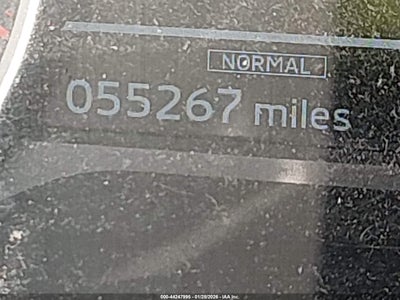 NORMAL
055267 miles
000-44247995 - 01/28/2026 - IAA Inc.